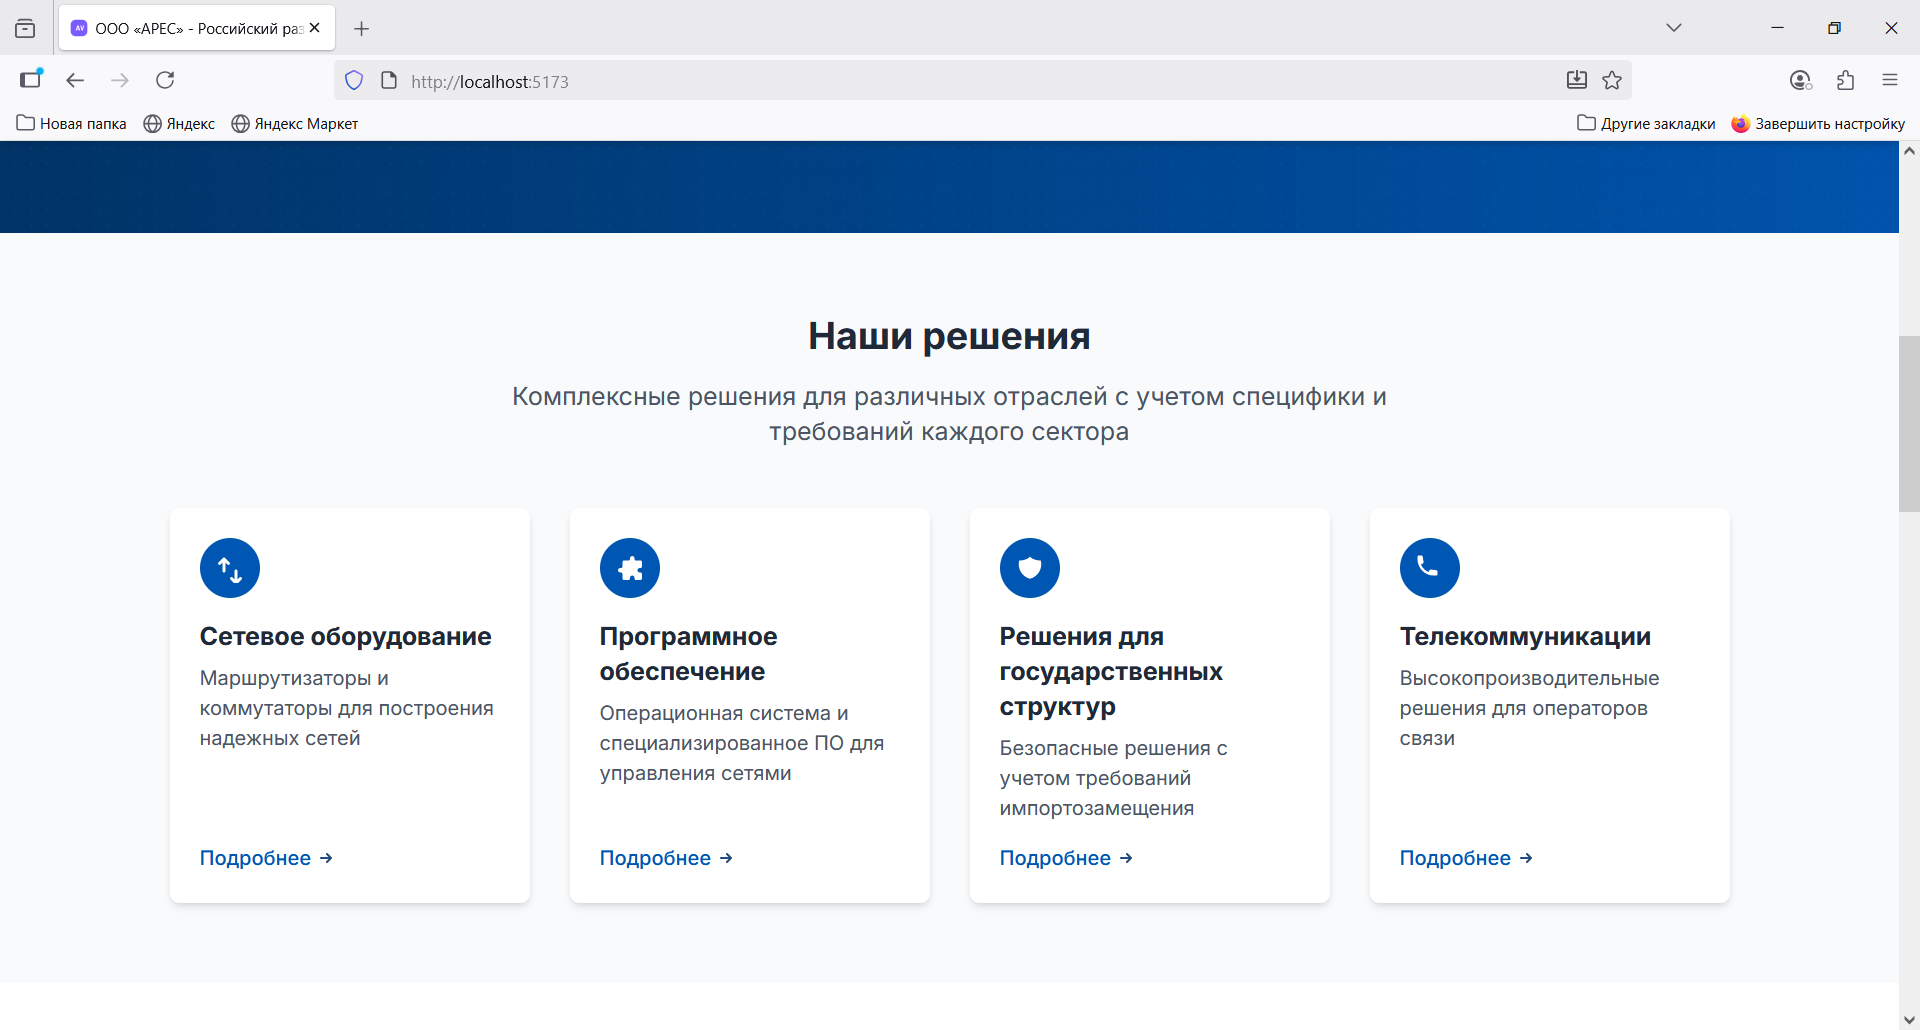 ООО «АРЕС» - Российский раз
http://localhost:5173
Новая папка
Яндекс
Яндекс Маркет
Другие закладки
Завершить настройку
Наши решения
Комплексные решения для различных отраслей с учетом специфики и
требований каждого сектора
Сетевое оборудование
Маршрутизаторы и
коммутаторы для построения
надежных сетей
Подробнее →
Программное
обеспечение
Операционная система и
специализированное ПО для
управления сетями
Подробнее →
Решения для
государственных
структур
Безопасные решения с
учетом требований
импортозамещения
Подробнее →
Телекоммуникации
Высокопроизводительные
решения для операторов
связи
Подробнее →